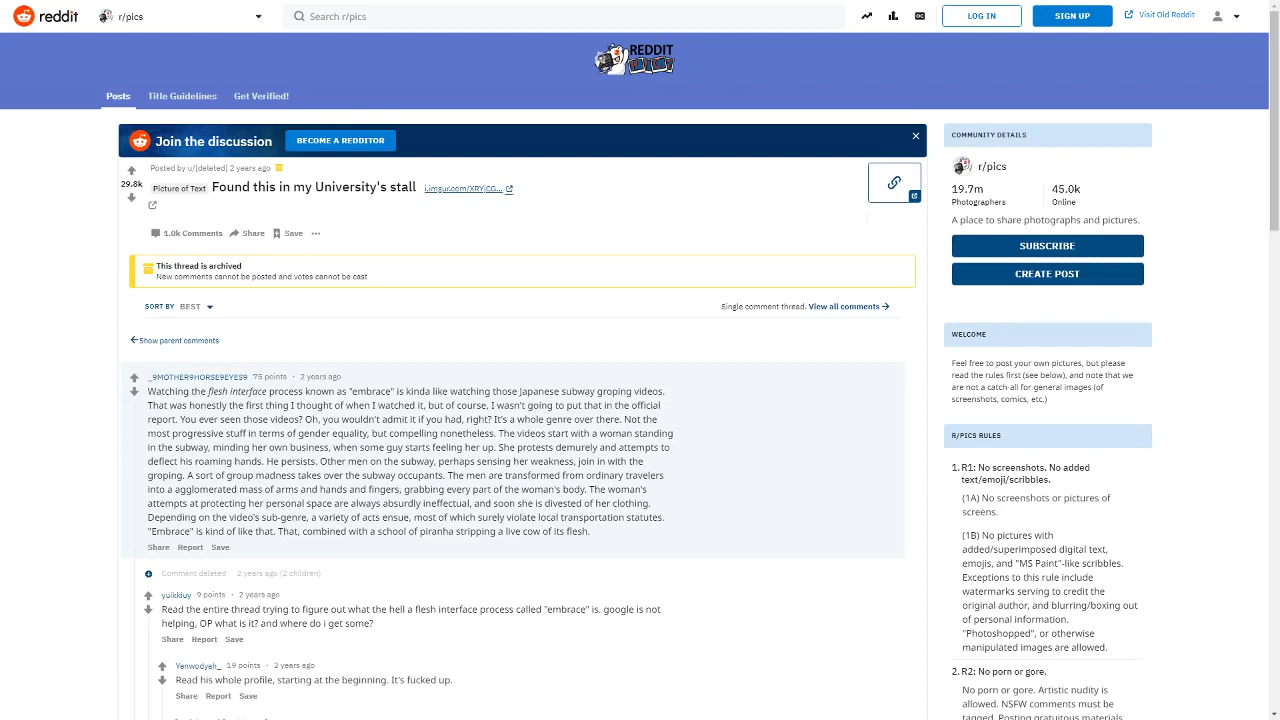 reddit
r/pics
Search r/pics
LOG IN
SIGN UP
Visit Old Reddit
REDDIT
PICS
Posts
Title Guidelines
Get Verified!
Join the discussion
BECOME A REDDITOR
Posted by u/[deleted] 2 years ago
29.8k
Picture of Text
Found this in my University's stall
i.imgur.com/XRYjCG...
1.0k Comments
Share
Save
This thread is archived
New comments cannot be posted and votes cannot be cast
SORT BY BEST
Single comment thread. View all comments
Show parent comments
_9MOTHER9HORSE9EYES9 75 points · 2 years ago
Watching the flesh interface process known as "embrace" is kinda like watching those Japanese subway groping videos.
That was honestly the first thing I thought of when I watched it, but of course, I wasn't going to put that in the official
report. You ever seen those videos? Oh, you wouldn't admit it if you had, right? It's a whole genre over there. Not the
most progressive stuff in terms of gender equality, but compelling nonetheless. The videos start with a woman standing
in the subway, minding her own business, when some guy starts feeling her up. She protests demurely and attempts to
deflect his roaming hands. He persists. Other men on the subway, perhaps sensing her weakness, join in with the
groping. A sort of group madness takes over the subway occupants. The men are transformed from ordinary travelers
into a agglomerated mass of arms and hands and fingers, grabbing every part of the woman's body. The woman's
attempts at protecting her personal space are always absurdly ineffectual, and soon she is divested of her clothing.
Depending on the video's sub-genre, a variety of acts ensue, most of which surely violate local transportation statutes.
"Embrace" is kind of like that. That, combined with a school of piranha stripping a live cow of its flesh.
Share Report Save
Comment deleted 2 years ago (2 children)
yuikkiuy 9 points · 2 years ago
Read the entire thread trying to figure out what the hell a flesh interface process called "embrace" is. google is not
helping, OP what is it? and where do i get some?
Share Report Save
Yenwodyah_ 19 points · 2 years ago
Read his whole profile, starting at the beginning. It's fucked up.
Share Report Save
COMMUNITY DETAILS
r/pics
19.7m
Photographers
45.0k
Online
A place to share photographs and pictures.
SUBSCRIBE
CREATE POST
WELCOME
Feel free to post your own pictures, but please
read the rules first (see below), and note that we
are not a catch-all for general images (of
screenshots, comics, etc.)
R/PICS RULES
1. R1: No screenshots. No added
text/emoji/scribbles.
(1A) No screenshots or pictures of
screens.
(1B) No pictures with
added/superimposed digital text,
emojis, and "MS Paint"-like scribbles.
Exceptions to this rule include
watermarks serving to credit the
original author, and blurring/boxing out
of personal information.
"Photoshopped", or otherwise
manipulated images are allowed.
2. R2: No porn or gore.
No porn or gore. Artistic nudity is
allowed. NSFW comments must be
tagged. Posting gratuitous materials